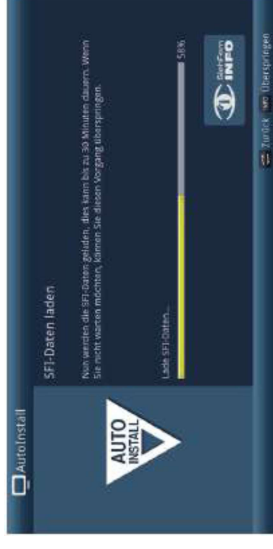 AutoInstall
SFI-Daten laden
Nun werden die SFI-Daten geladen, dies kann bis zu 30 Minuten dauern. Wenn
Sie nicht warten möchten, können Sie diesen Vorgang überspringen.
AUTO
INSTALL
Lade SFI-Daten...
58%
SiehFern
INFO
Zurück
Überspringen